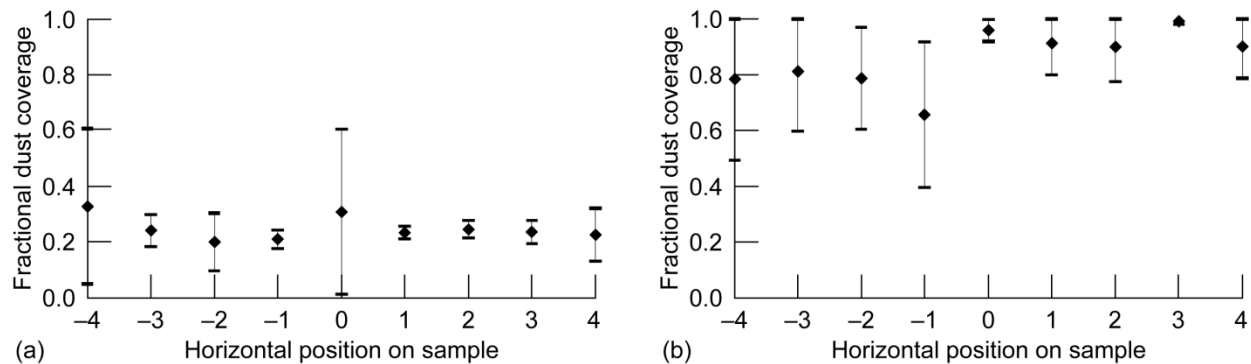 1.0
0.8
0.6
0.4
0.2
0.0
Fractional dust coverage
–4 –3 –2 –1 0 1 2 3 4
(a) Horizontal position on sample
1.0
0.8
0.6
0.4
0.2
0.0
Fractional dust coverage
–4 –3 –2 –1 0 1 2 3 4
(b) Horizontal position on sample